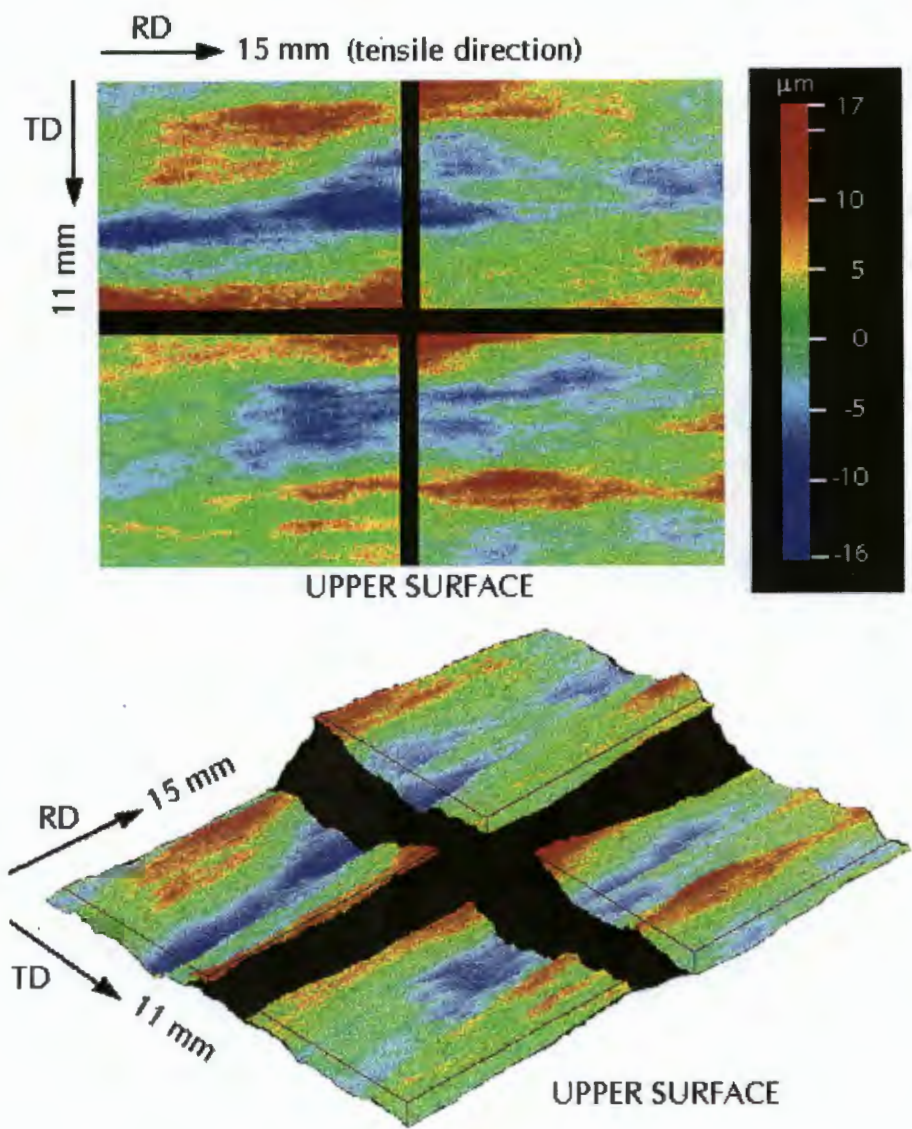 RD
15 mm (tensile direction)
TD
11 mm
µm
17
10
5
0
-5
-10
-16
UPPER SURFACE
RD
15 mm
TD
11 mm
UPPER SURFACE